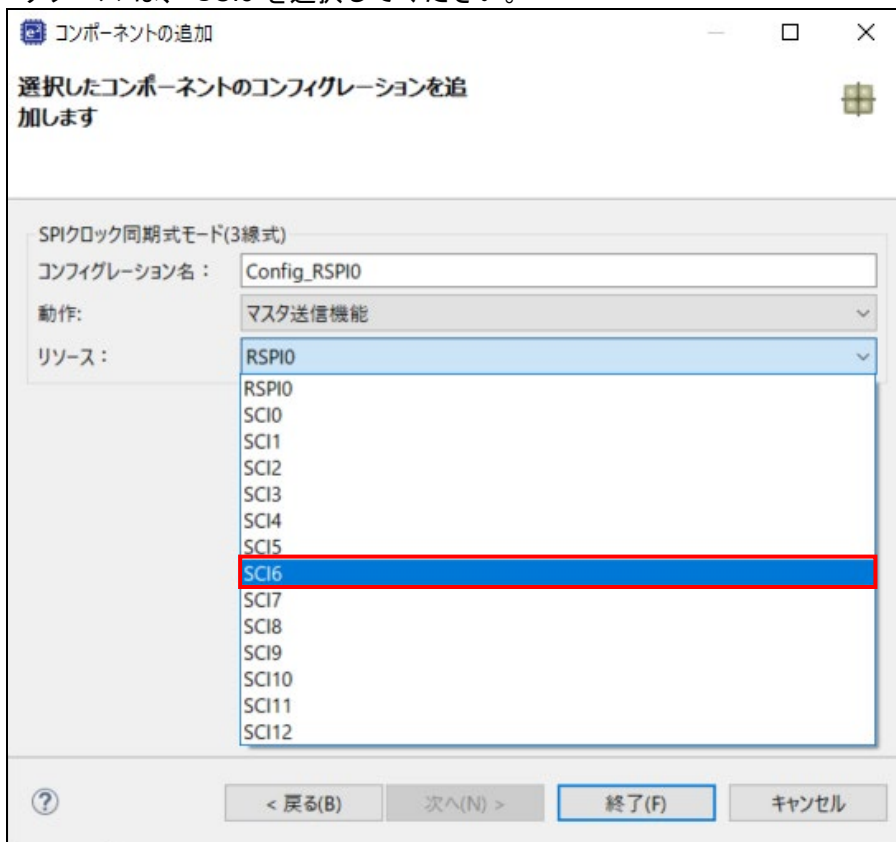 コンポーネントの追加
選択したコンポーネントのコンフィグレーションを追
加します
SPIクロック同期式モード(3線式)
コンフィグレーション名： Config_RSPI0
動作: マスタ送信機能
リソース： RSPI0
RSPI0
SCI0
SCI1
SCI2
SCI3
SCI4
SCI5
SCI6
SCI7
SCI8
SCI9
SCI10
SCI11
SCI12
< 戻る(B) 次へ(N) > 終了(F) キャンセル